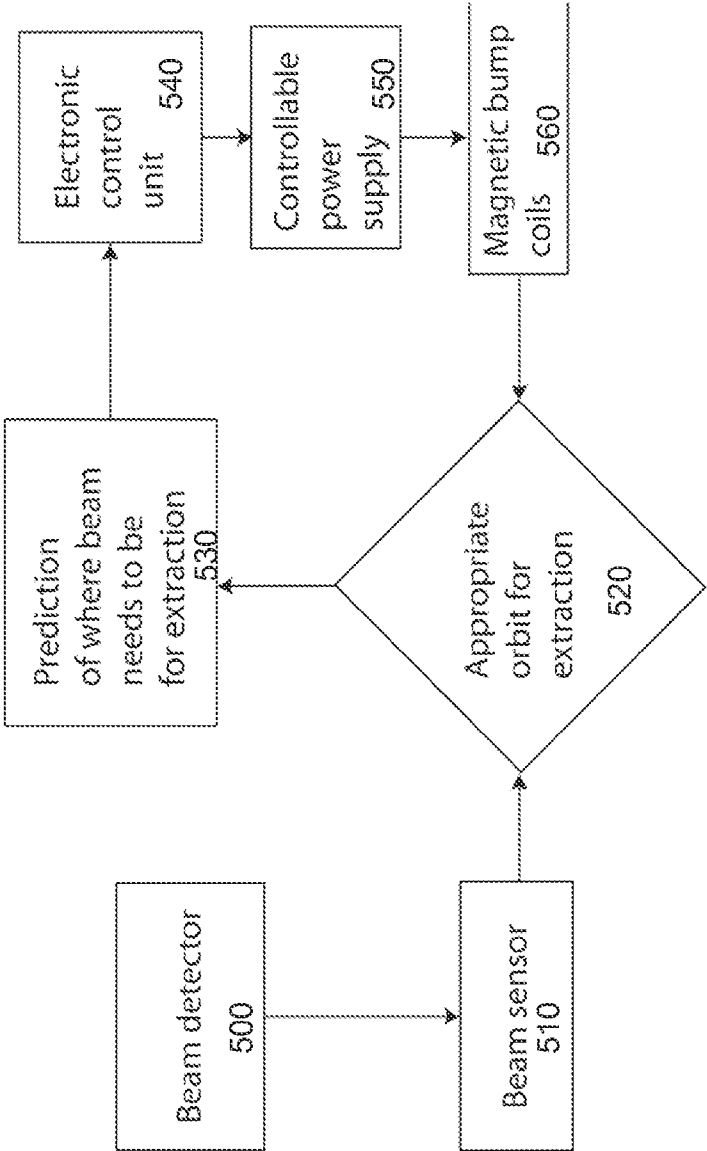 Beam detector
500
Beam sensor
510
Appropriate
orbit for
extraction
520
Prediction
of where beam
needs to be
for extraction
530
Electronic
control
unit
540
Controllable
power
supply 550
Magnetic bump
coils 560